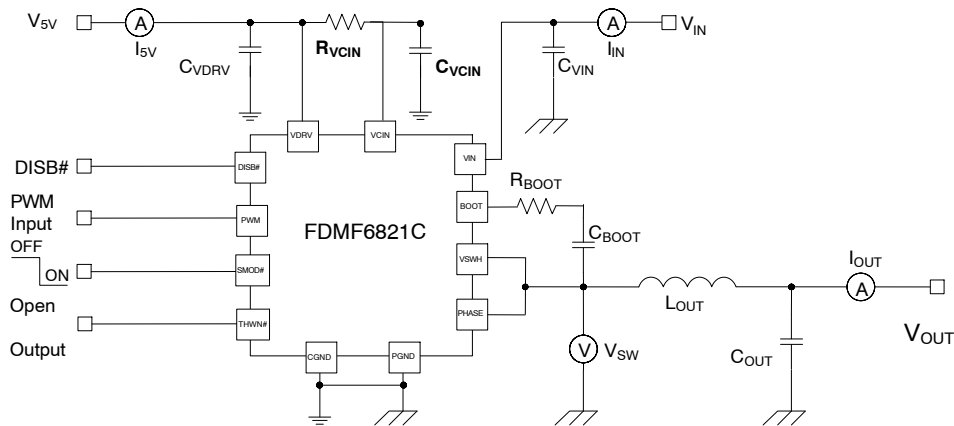 V5V
A
I5V
CVDRV
RVCIN
CVCIN
CVIN
A
IIN
VIN
VDRV
VCIN
VIN
DISB#
DISB#
PWM
Input
PWM
OFF
ON
SMOD#
Open
THWN#
Output
FDMF6821C
BOOT
RBOOT
CBOOT
VSWH
PHASE
CGND
PGND
V
VSW
LOUT
COUT
IOUT
A
VOUT